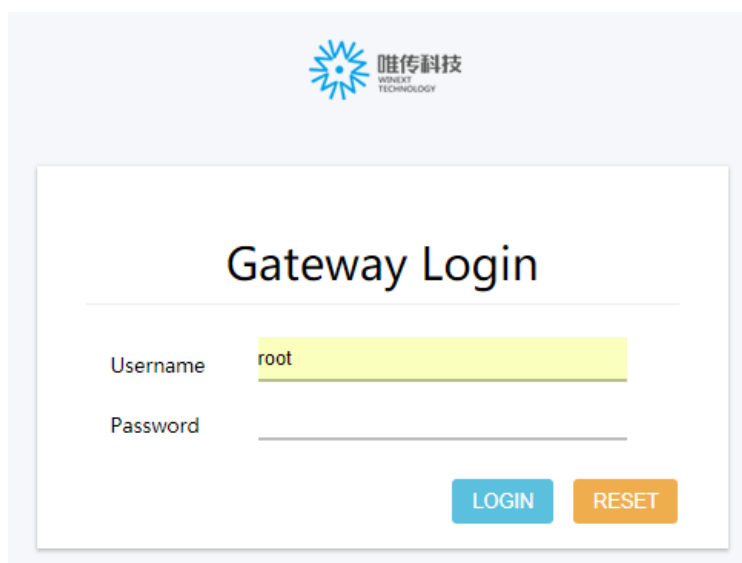 唯传科技
WINEXT
TECHNOLOGY
Gateway Login
Username root
Password
LOGIN RESET